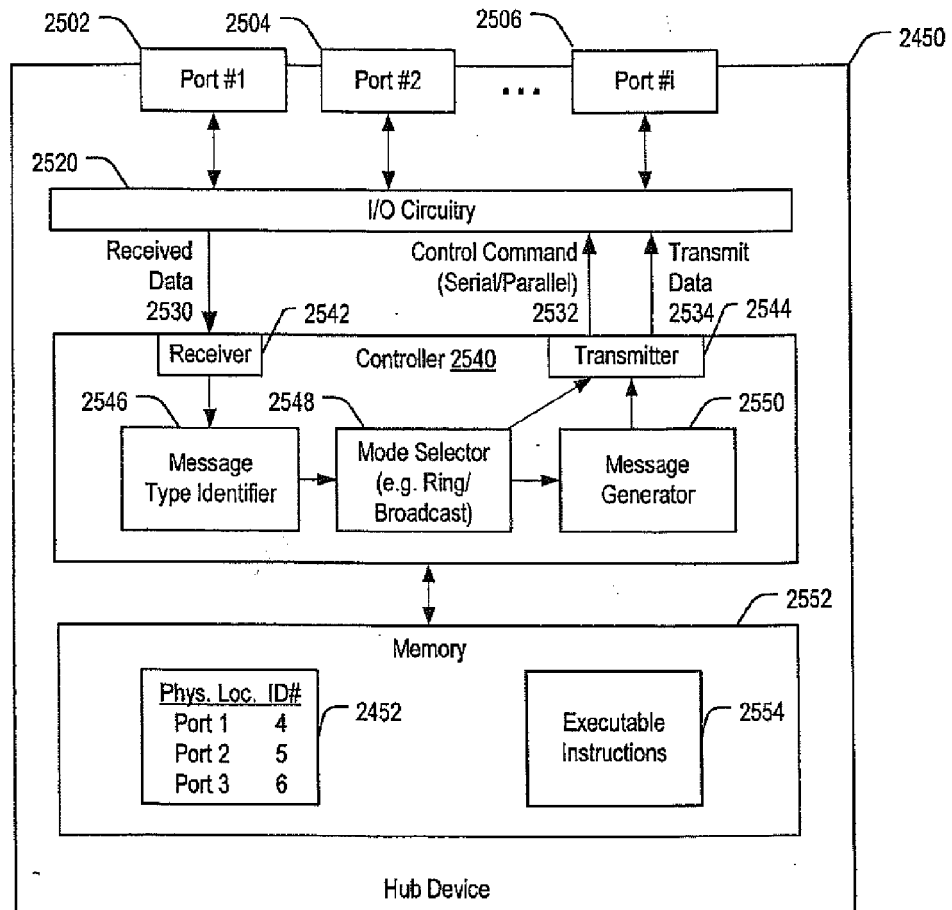 2502
2504
2506
2450
Port #1
Port #2
...
Port #i
2520
I/O Circuitry
Received
Data
2530
Control Command
(Serial/Parallel)
2532
Transmit
Data
2534
2542
2544
Receiver
Controller 2540
Transmitter
2546
2548
2550
Message
Type Identifier
Mode Selector
(e.g. Ring/
Broadcast)
Message
Generator
2552
Memory
Phys. Loc. ID#
Port 1 4
Port 2 5
Port 3 6
2452
Executable
Instructions
2554
Hub Device